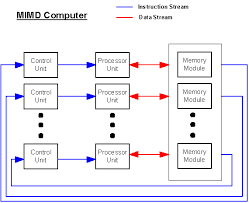 MIMD Computer
Instruction Stream
Data Stream
Control Unit
Processor Unit
Memory Module
Control Unit
Processor Unit
Memory Module
Control Unit
Processor Unit
Memory Module